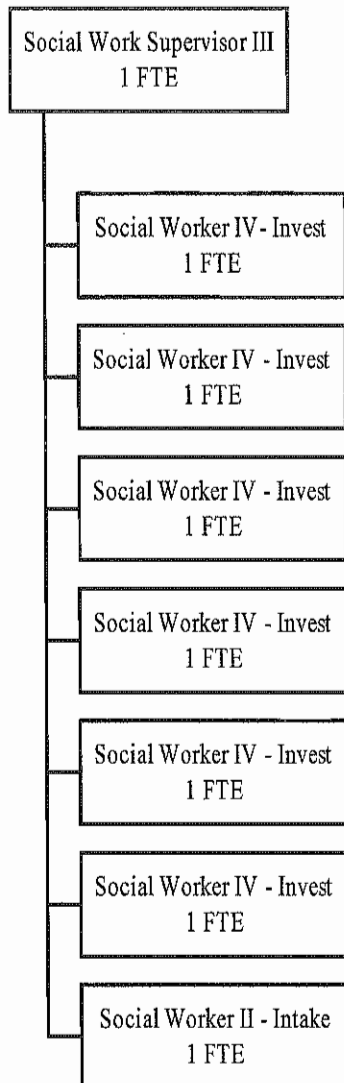 Social Work Supervisor III
1 FTE
Social Worker IV - Invest
1 FTE
Social Worker IV - Invest
1 FTE
Social Worker IV - Invest
1 FTE
Social Worker IV - Invest
1 FTE
Social Worker IV - Invest
1 FTE
Social Worker IV - Invest
1 FTE
Social Worker II - Intake
1 FTE